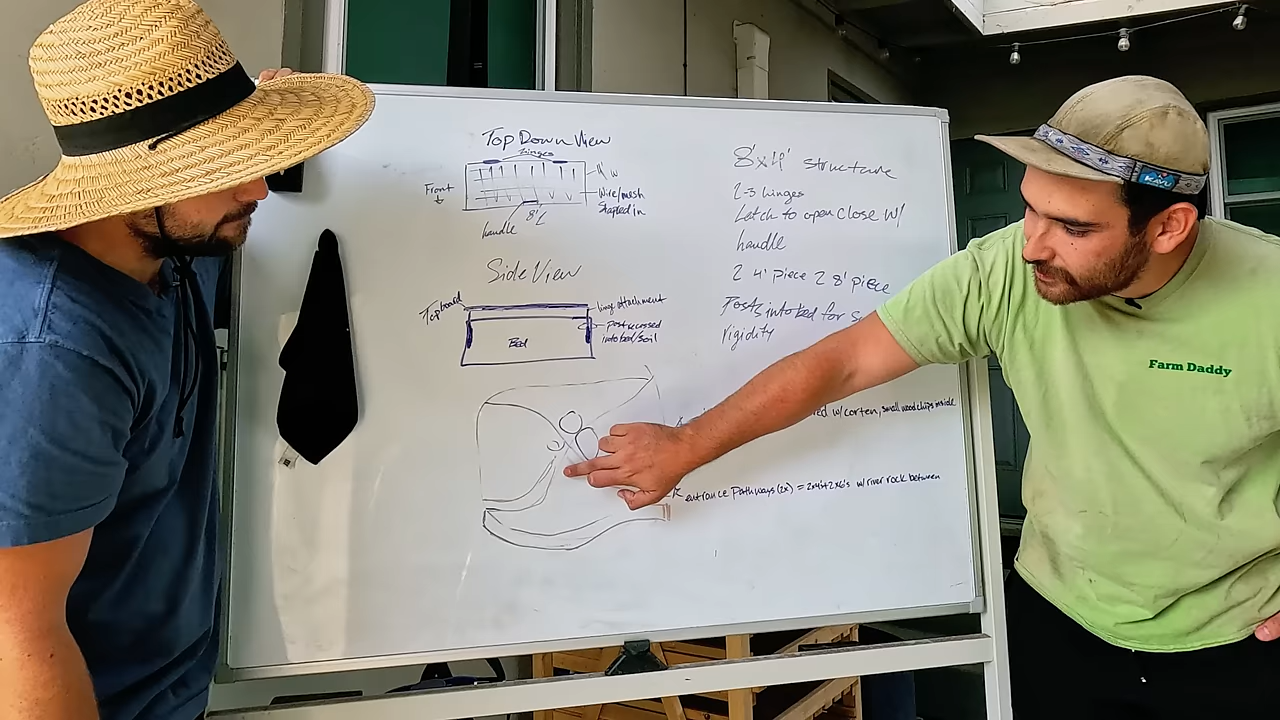 Top Down View
hinges
4' w
Front
Wire/mesh
Stapled in
8'L
handle
Side View
Top board
hinge attachment
post recessed
into bed/soil
Bed
8'x4' structure
2-3 hinges
Latch to open close w/
handle
2 4' piece 2 8' piece
Posts into bed for
rigidity
w/corten, small woodchips inside
entrance Pathways (2x) = 2x4's+2x6's w/river rock between
KAVU
Farm Daddy